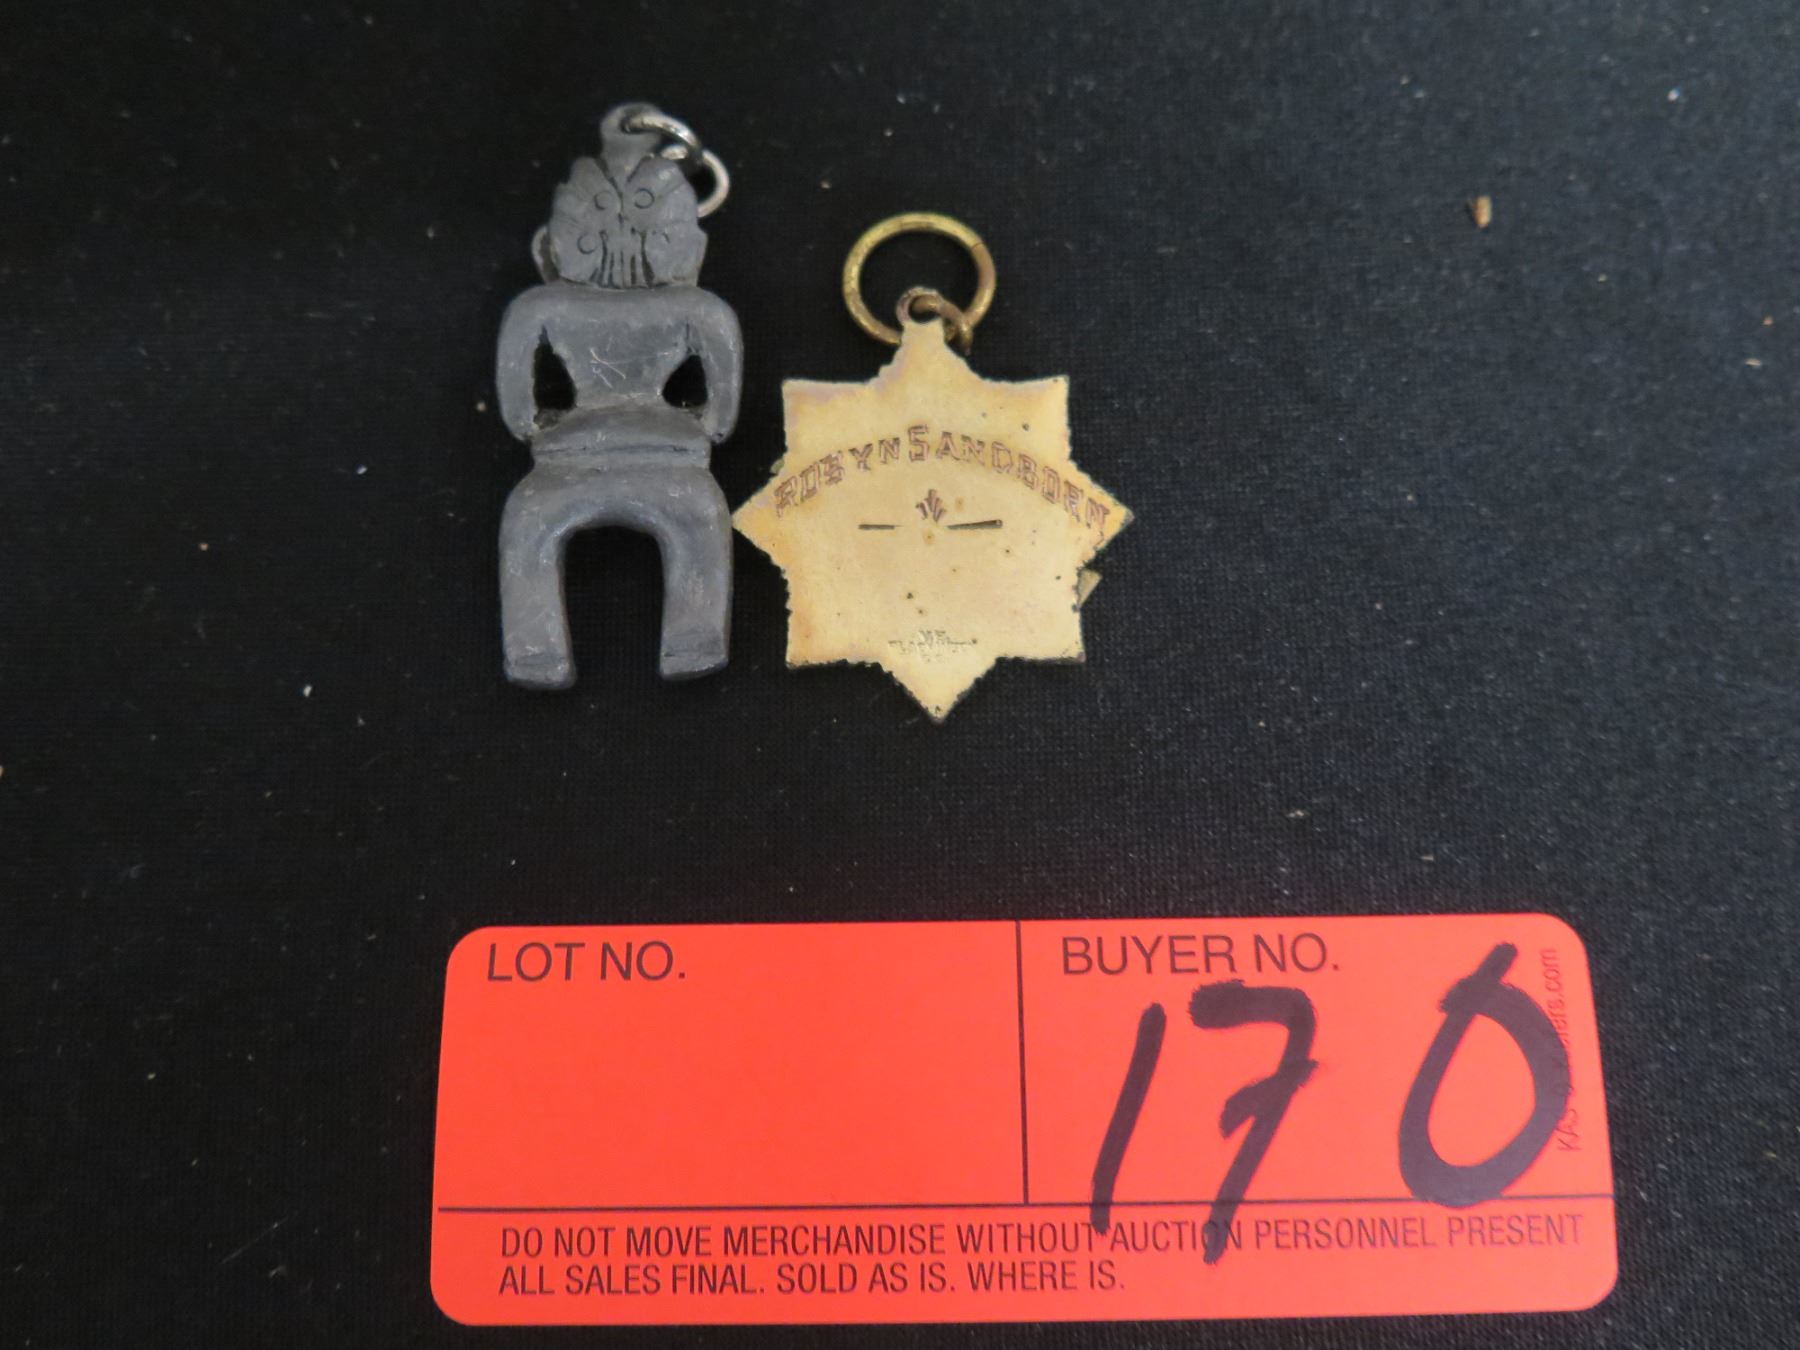 ROBYN SANDBORN
LOT NO.
BUYER NO.
170
DO NOT MOVE MERCHANDISE WITHOUT AUCTION PERSONNEL PRESENT
ALL SALES FINAL. SOLD AS IS. WHERE IS.